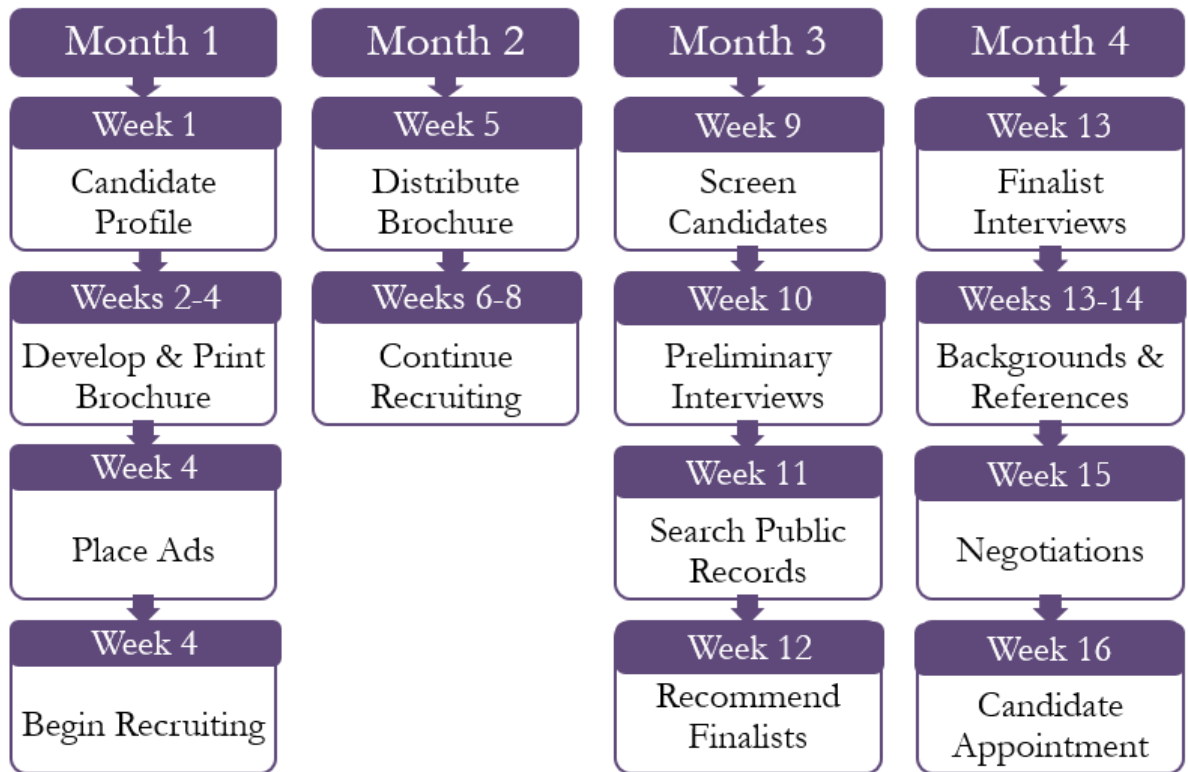 Month 1
Week 1
Candidate
Profile
Weeks 2-4
Develop & Print
Brochure
Week 4
Place Ads
Week 4
Begin Recruiting
Month 2
Week 5
Distribute
Brochure
Weeks 6-8
Continue
Recruiting
Month 3
Week 9
Screen
Candidates
Week 10
Preliminary
Interviews
Week 11
Search Public
Records
Week 12
Recommend
Finalists
Month 4
Week 13
Finalist
Interviews
Weeks 13-14
Backgrounds &
References
Week 15
Negotiations
Week 16
Candidate
Appointment